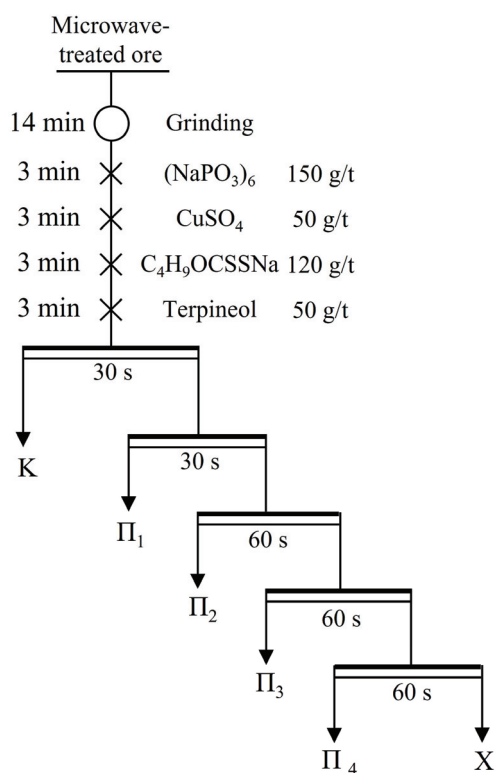 Microwave-
treated ore
14 min Grinding
3 min (NaPO₃)₆ 150 g/t
3 min CuSO₄ 50 g/t
3 min C₄H₉OCSSNa 120 g/t
3 min Terpineol 50 g/t
30 s
K
30 s
П₁
60 s
П₂
60 s
П₃
60 s
П₄ X